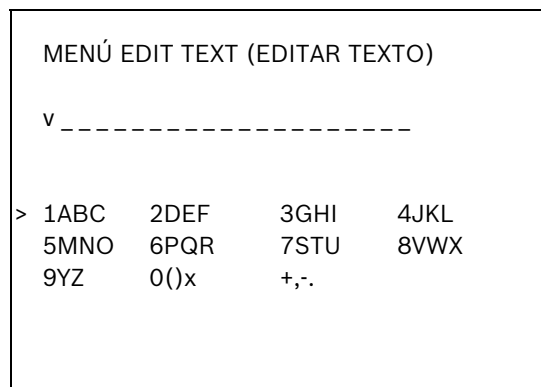 MENÚ EDIT TEXT (EDITAR TEXTO)
v _ _ _ _ _ _ _ _ _ _ _ _ _ _ _ _ _ _ _ _
> 1ABC 2DEF 3GHI 4JKL
5MNO 6PQR 7STU 8VWX
9YZ 0()x +,-.